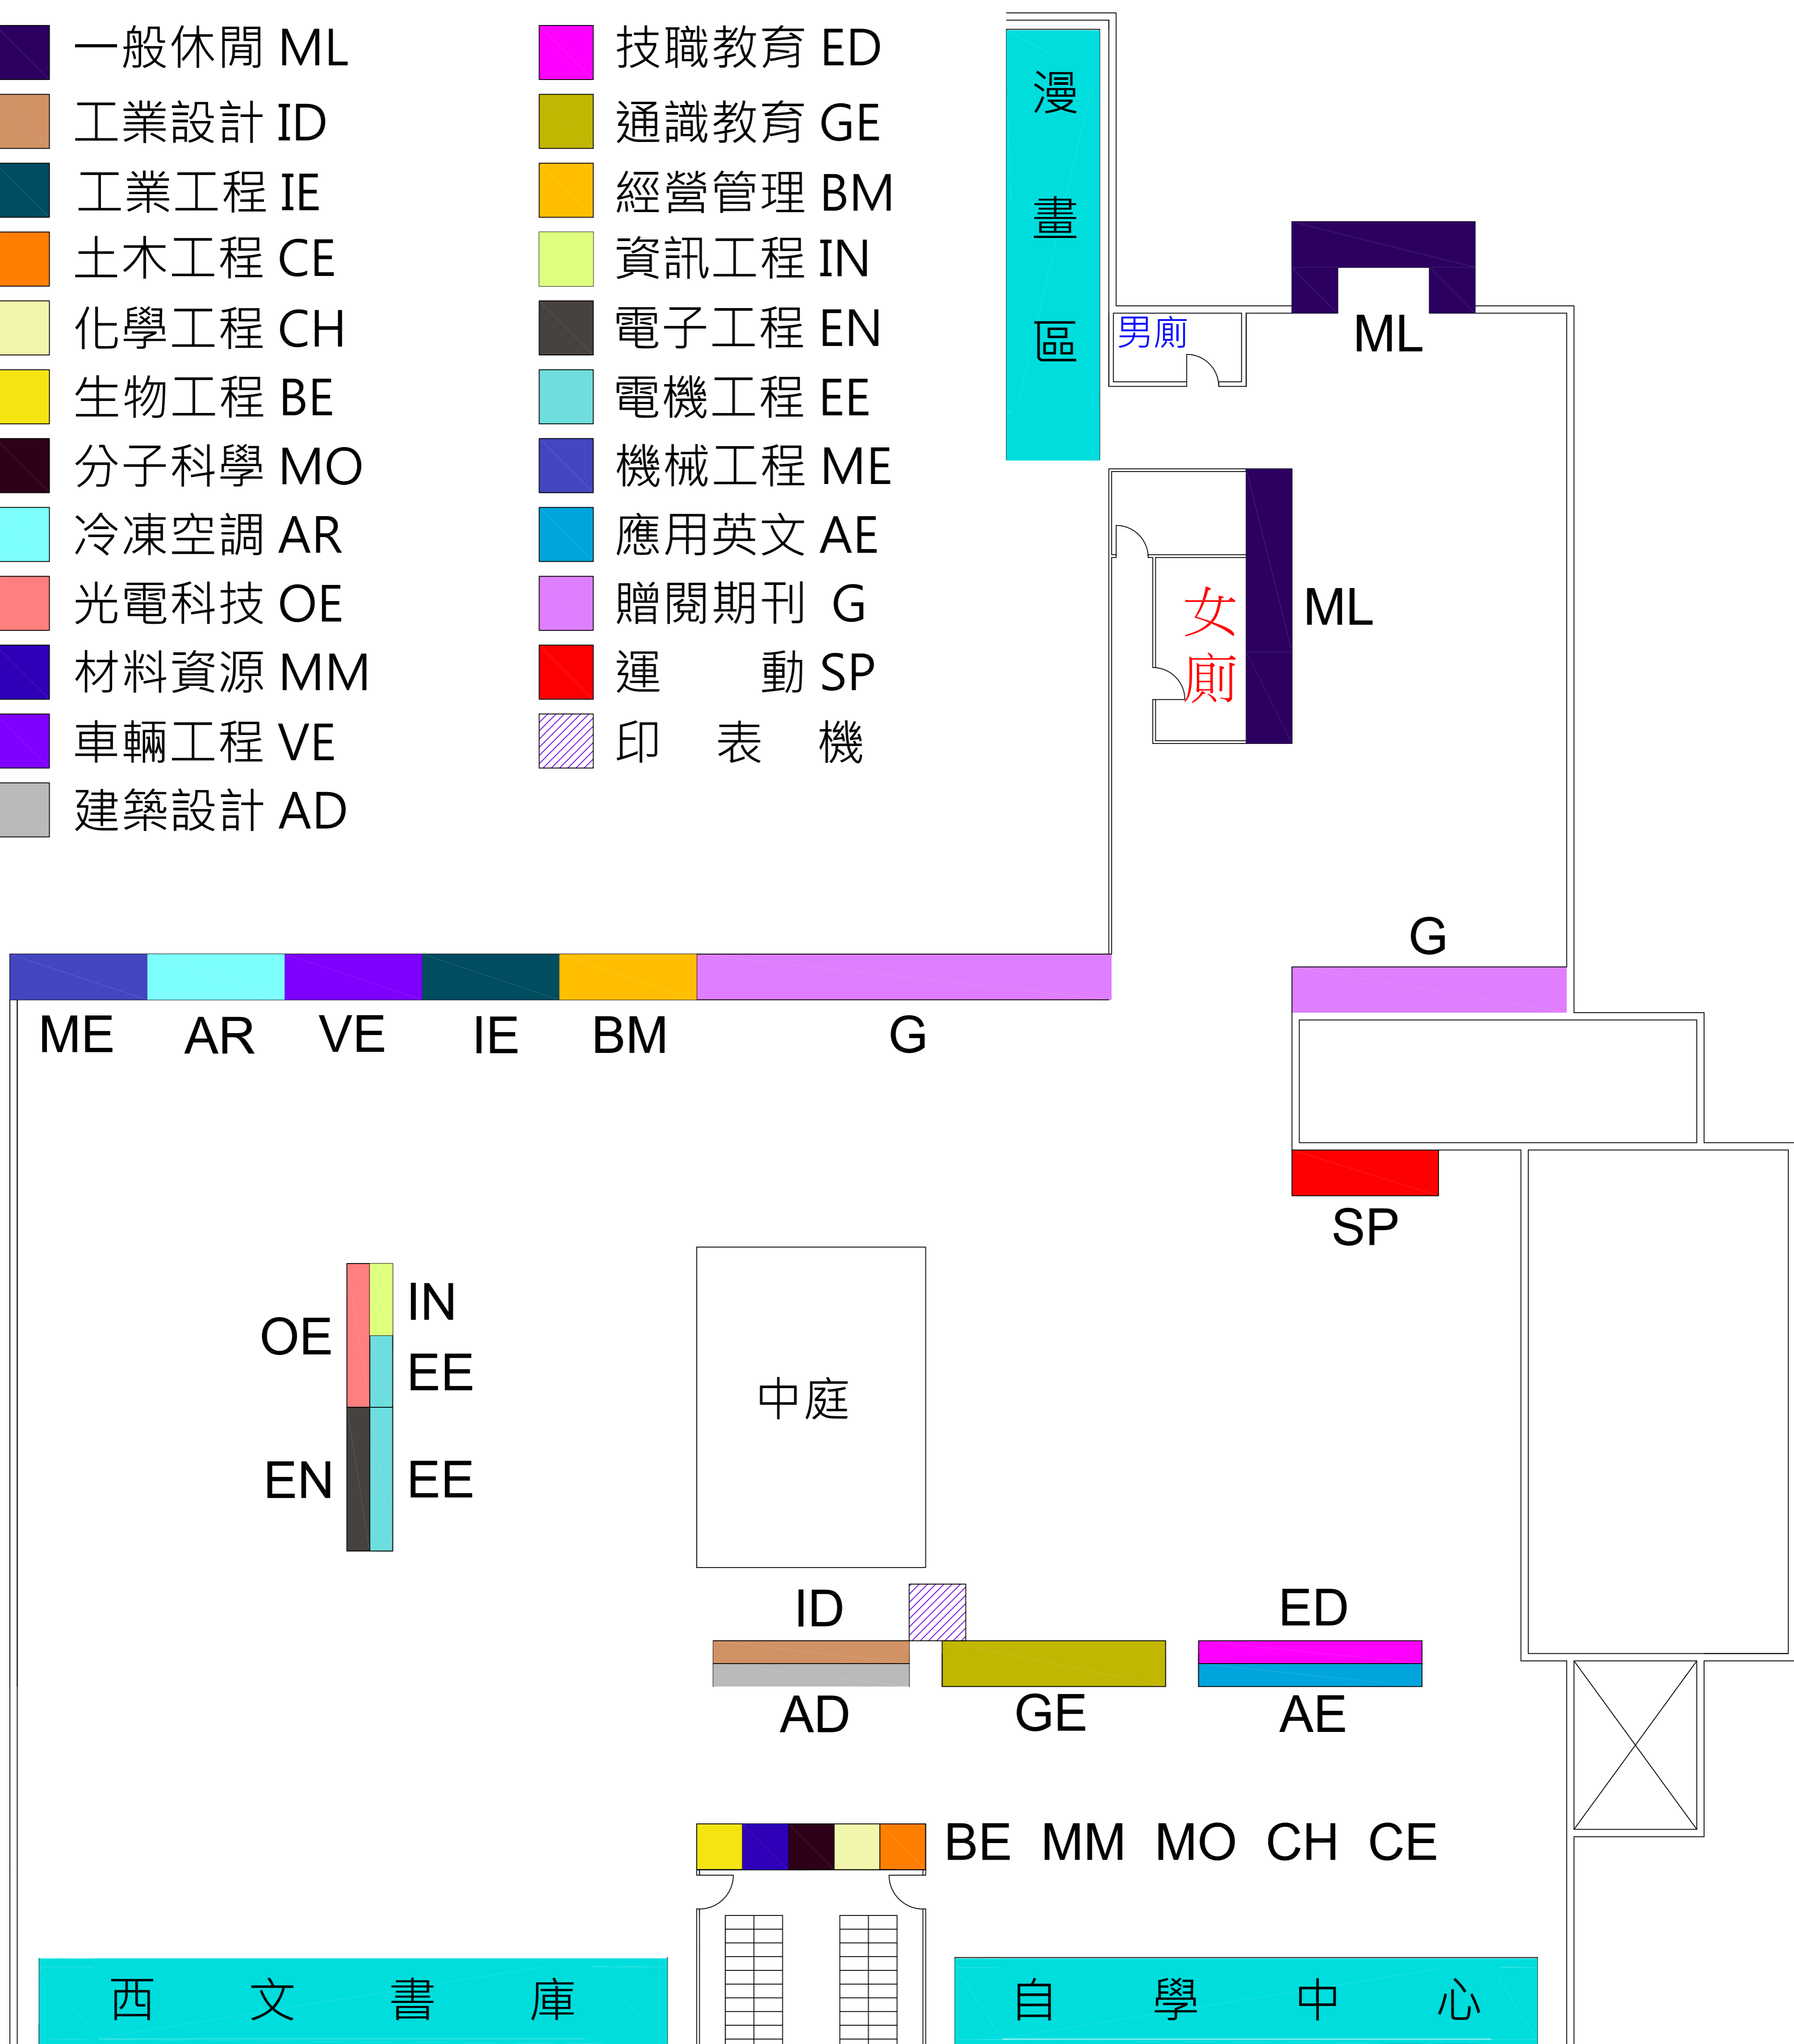 一般休閒 ML
工業設計 ID
工業工程 IE
土木工程 CE
化學工程 CH
生物工程 BE
分子科學 MO
冷凍空調 AR
光電科技 OE
材料資源 MM
車輛工程 VE
建築設計 AD
技職教育 ED
通識教育 GE
經營管理 BM
資訊工程 IN
電子工程 EN
電機工程 EE
機械工程 ME
應用英文 AE
贈閱期刊 G
運 動 SP
印 表 機
漫畫區
男廁
ML
女廁
ML
G
ME AR VE IE BM G
SP
OE IN
EE
EN EE
中庭
ID ED
AD GE AE
BE MM MO CH CE
西 文 書 庫
自 學 中 心